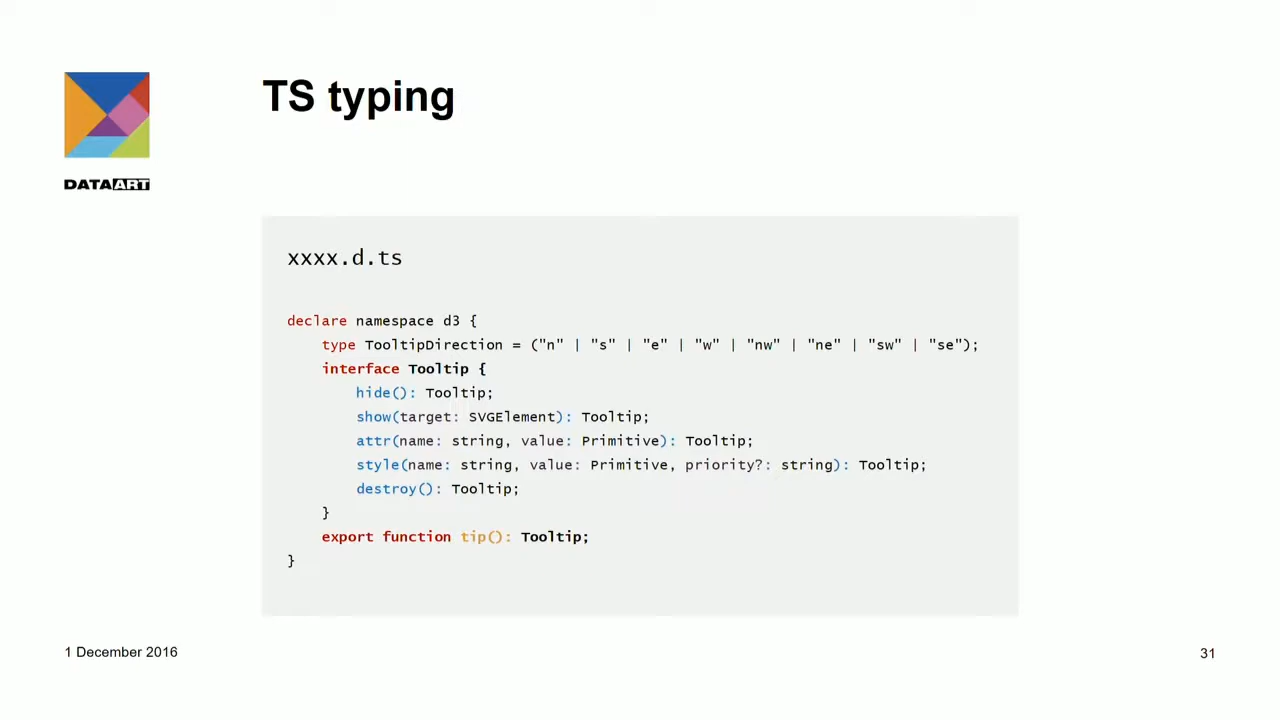 TS typing
DATAART
xxxx.d.ts
declare namespace d3 {
type TooltipDirection = ("n" | "s" | "e" | "w" | "nw" | "ne" | "sw" | "se");
interface Tooltip {
hide(): Tooltip;
show(target: SVGElement): Tooltip;
attr(name: string, value: Primitive): Tooltip;
style(name: string, value: Primitive, priority?: string): Tooltip;
destroy(): Tooltip;
}
export function tip(): Tooltip;
}
1 December 2016
31